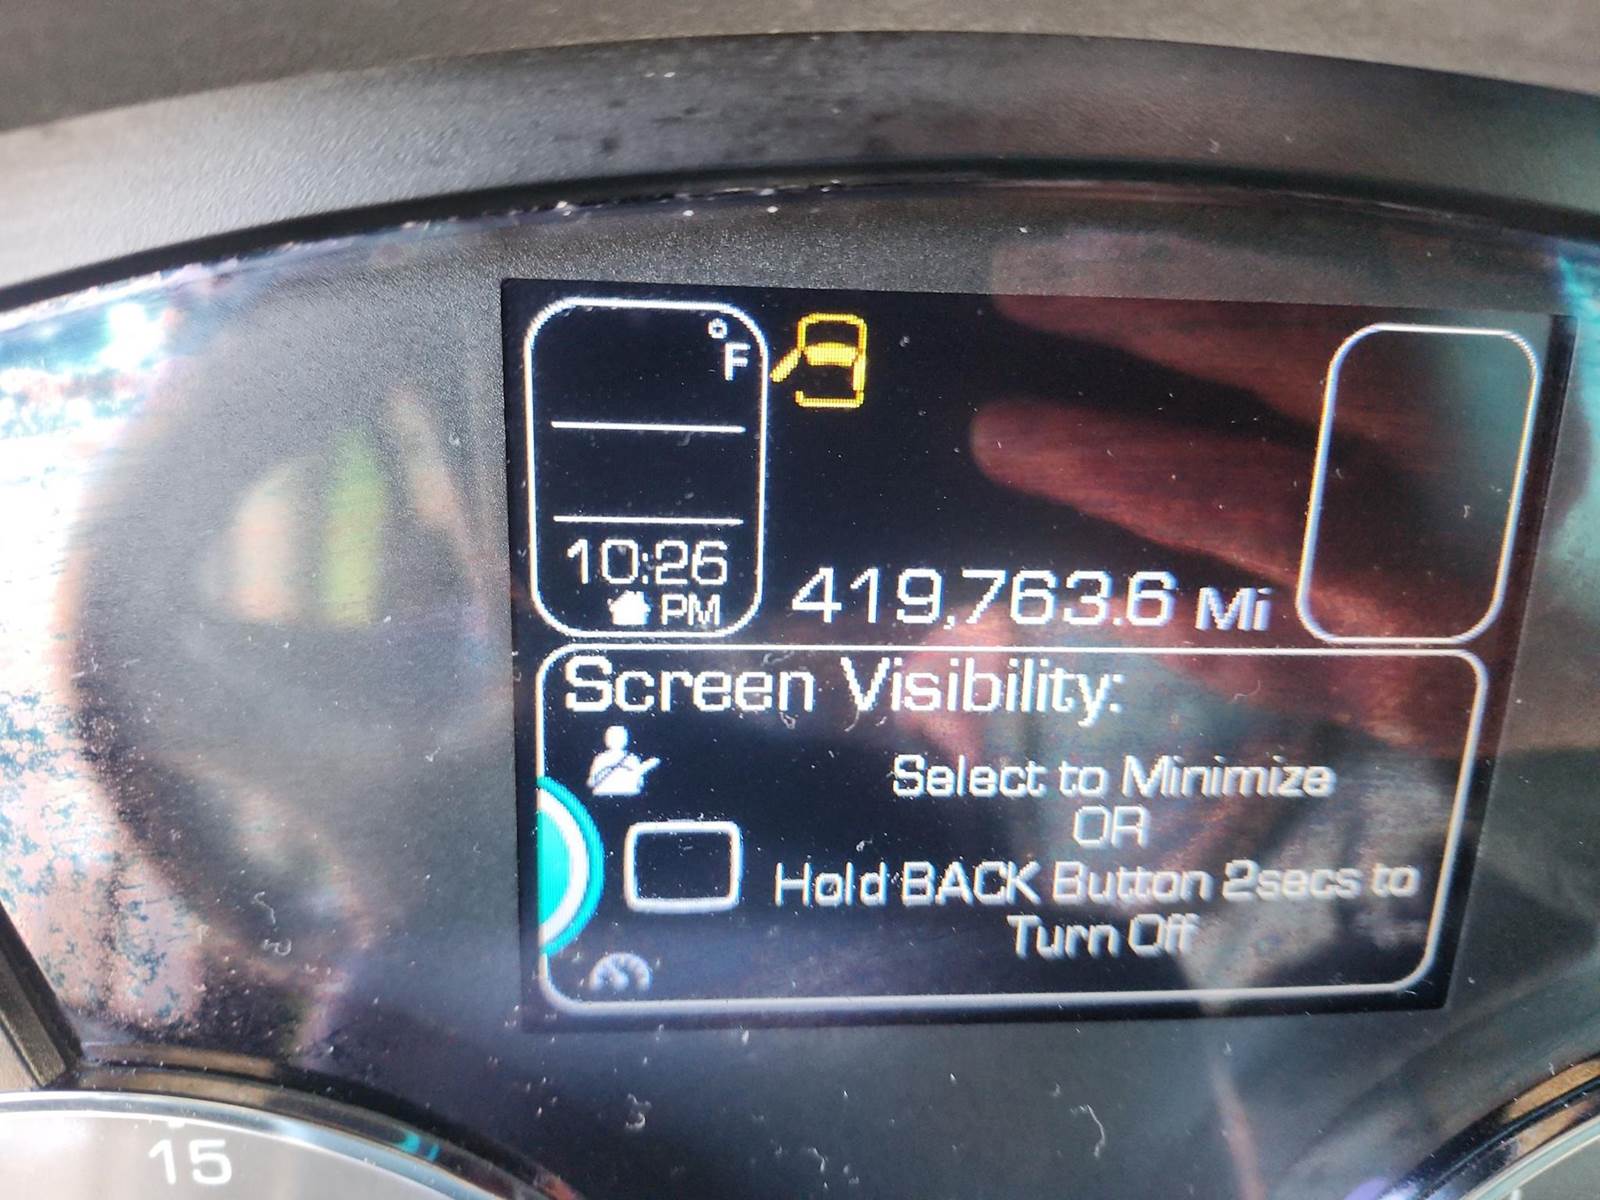 °F
10:26
PM
419,763.6 Mi
Screen Visibility:
Select to Minimize
OR
Hold BACK Button 2secs to
Turn Off
15